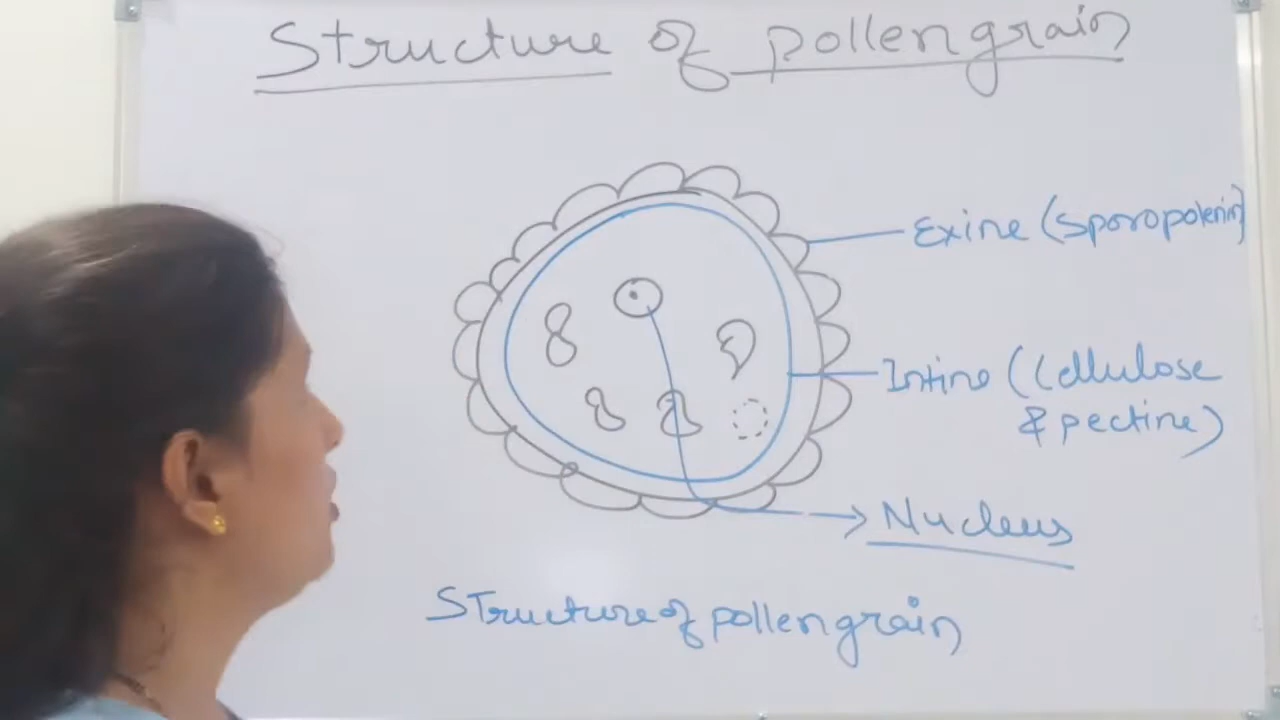 Structure of pollengrain
Exine (sporopolenin)
Intine (cellulose
& pectine)
Nucleus
Structure of pollengrain